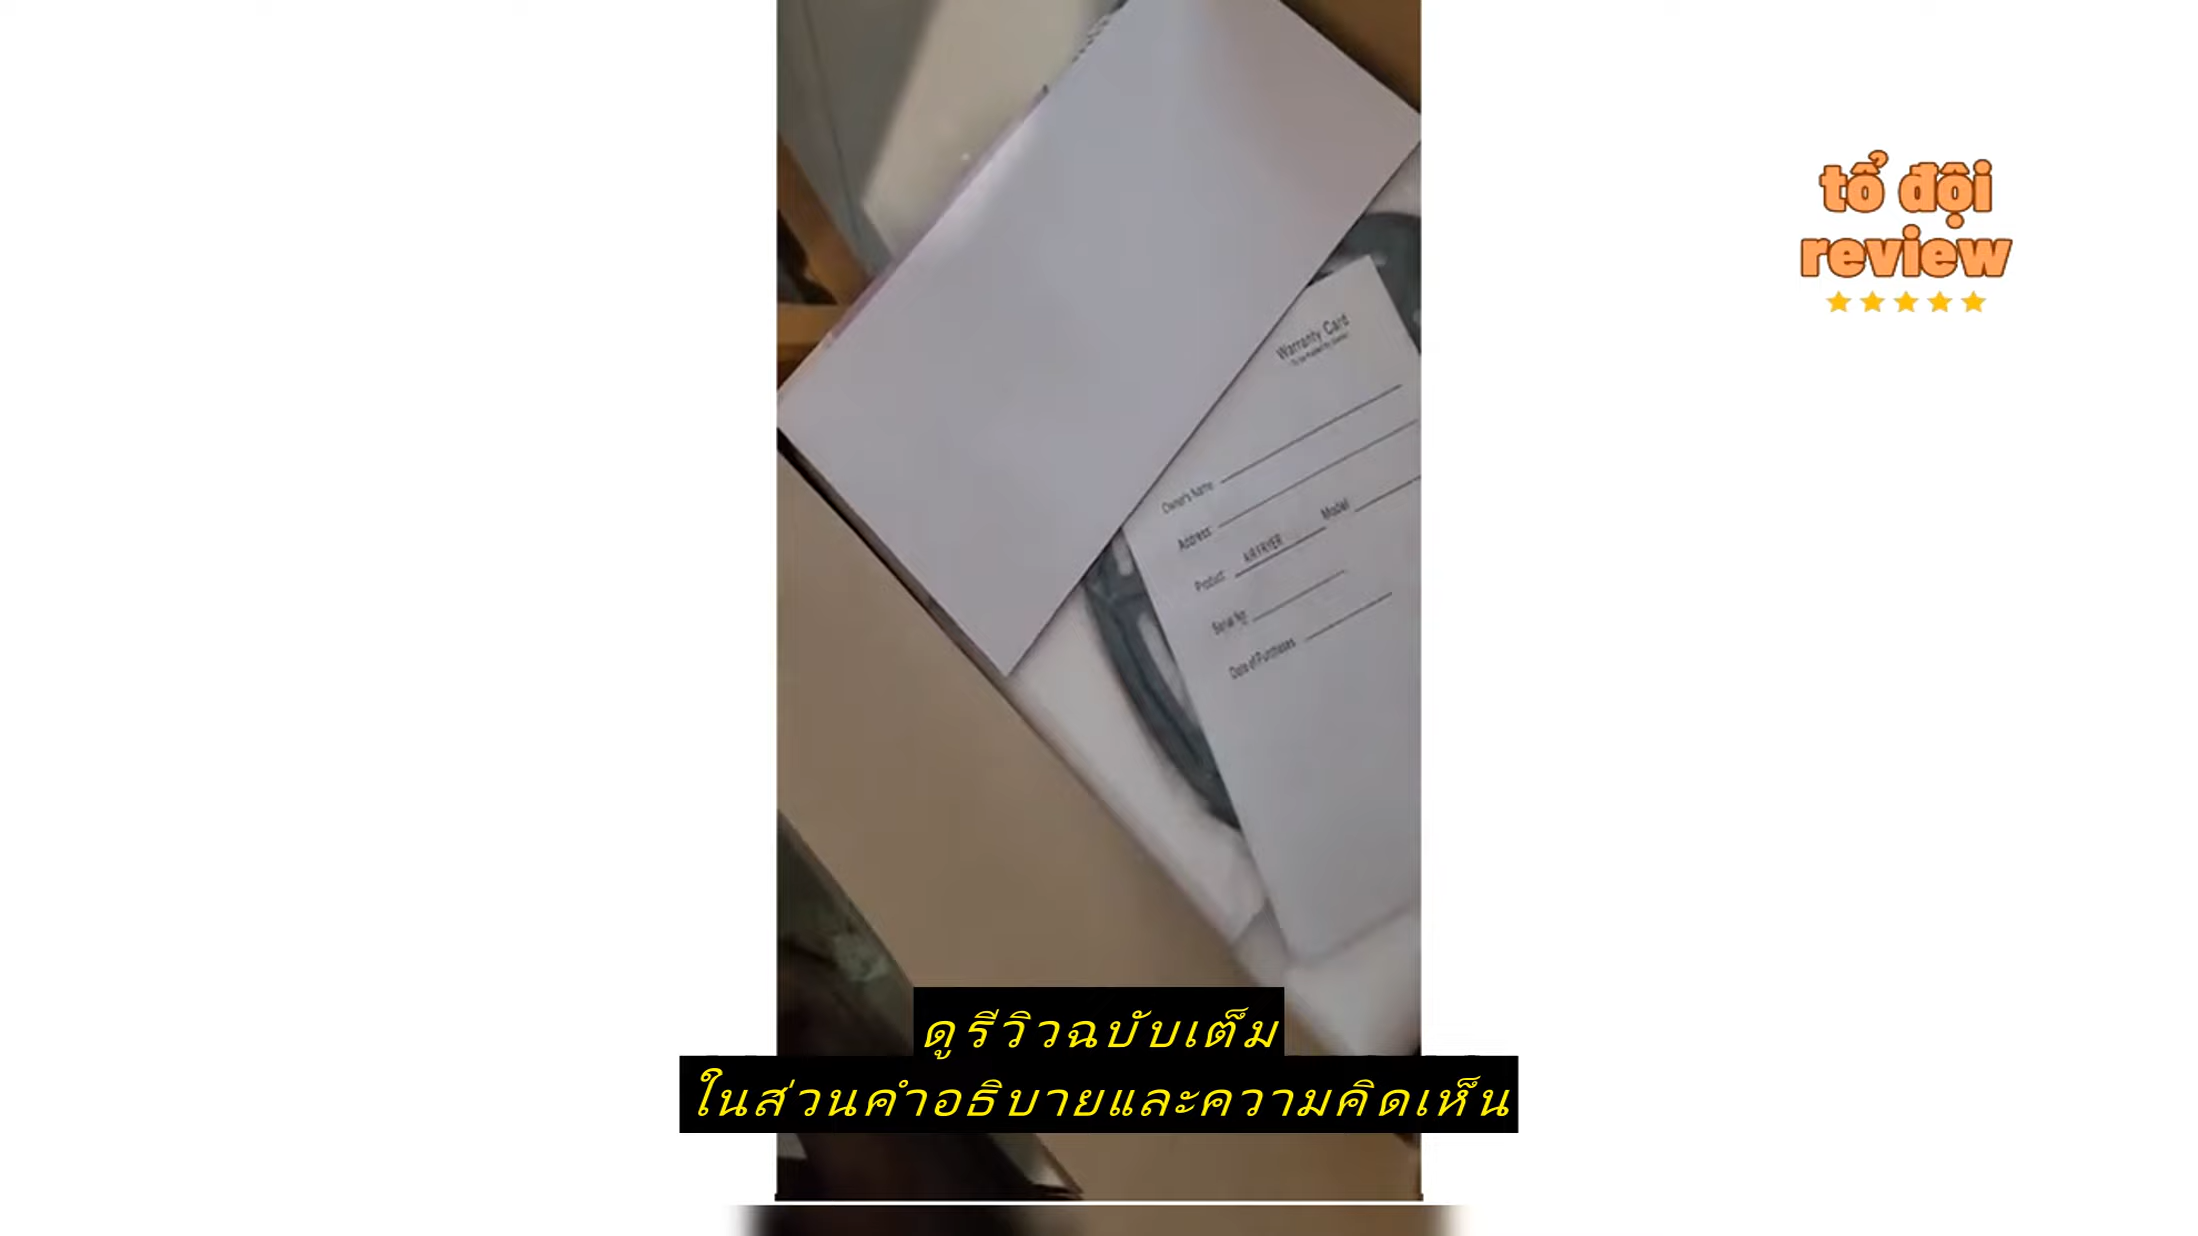 tổ đội
review
Warranty Card
Owner's Name:
Address:
Product: AIR FRYER Model
Serial No:
Date of Purchases
ดูรีวิวฉบับเต็ม
ในส่วนคำอธิบายและความคิดเห็น